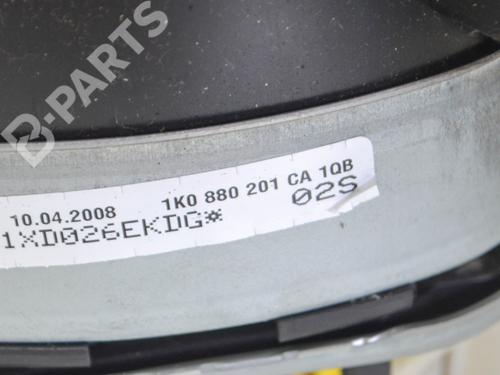 B-PARTS
10.04.2008 1K0 880 201 CA 1QB
1XD026EKDG* 02S